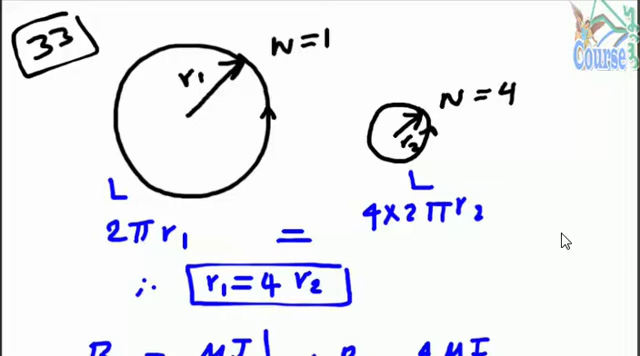 33
N=1
Course
r₁
N=4
r₂
L
L
2πr₁ = 4×2πr₂
∴ r₁=4 r₂